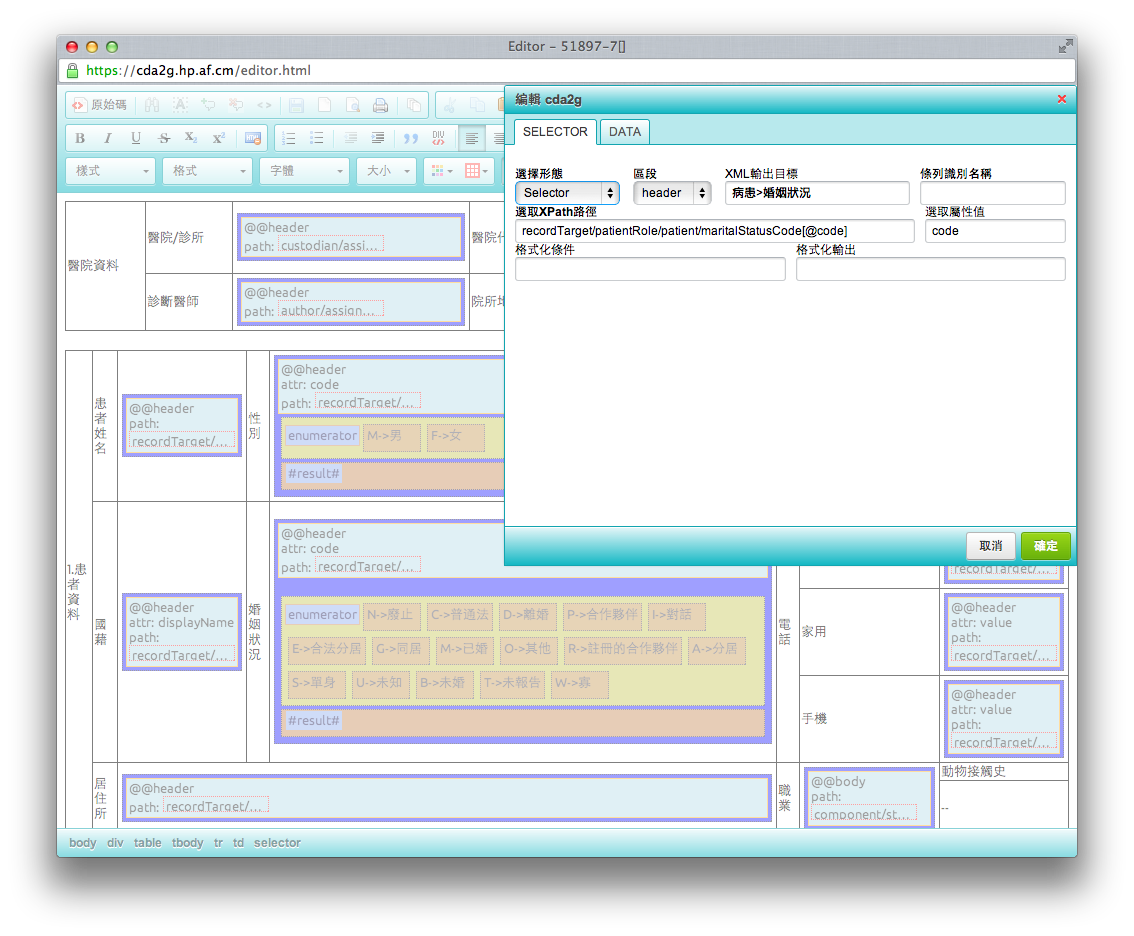 Editor – 51897-7[]
https://cda2g.hp.af.cm/editor.html
原始碼
B I U S X₂ X² DIV
樣式 格式 字體 大小
編輯 cda2g
SELECTOR DATA
選擇形態 區段 XML輸出目標 條列識別名稱
Selector header 病患>婚姻狀況
選取XPath路徑 選取屬性值
recordTarget/patientRole/patient/maritalStatusCode[@code] code
格式化條件 格式化輸出
取消 確定
醫院資料
醫院/診所
@@header
path: custodian/assi...
診斷醫師
@@header
path: author/assign...
1.患者資料
患者姓名
@@header
path:
recordTarget/...
性別
@@header
attr: code
path: recordTarget/...
enumerator M->男 F->女
#result#
國藉
@@header
attr: displayName
path:
recordTarget/...
婚姻狀況
@@header
attr: code
path: recordTarget/...
enumerator N->廢止 C->普通法 D->離婚 P->合作夥伴 I->對話
E->合法分居 G->同居 M->已婚 O->其他 R->註冊的合作夥伴 A->分居
S->單身 U->未知 B->未婚 T->未報告 W->寡
#result#
電話
recordTarget/...
家用
@@header
attr: value
path:
recordTarget/...
手機
@@header
attr: value
path:
recordTarget/...
居住所
@@header
path: recordTarget/...
職業
@@body
path:
component/st...
動物接觸史
--
body div table tbody tr td selector